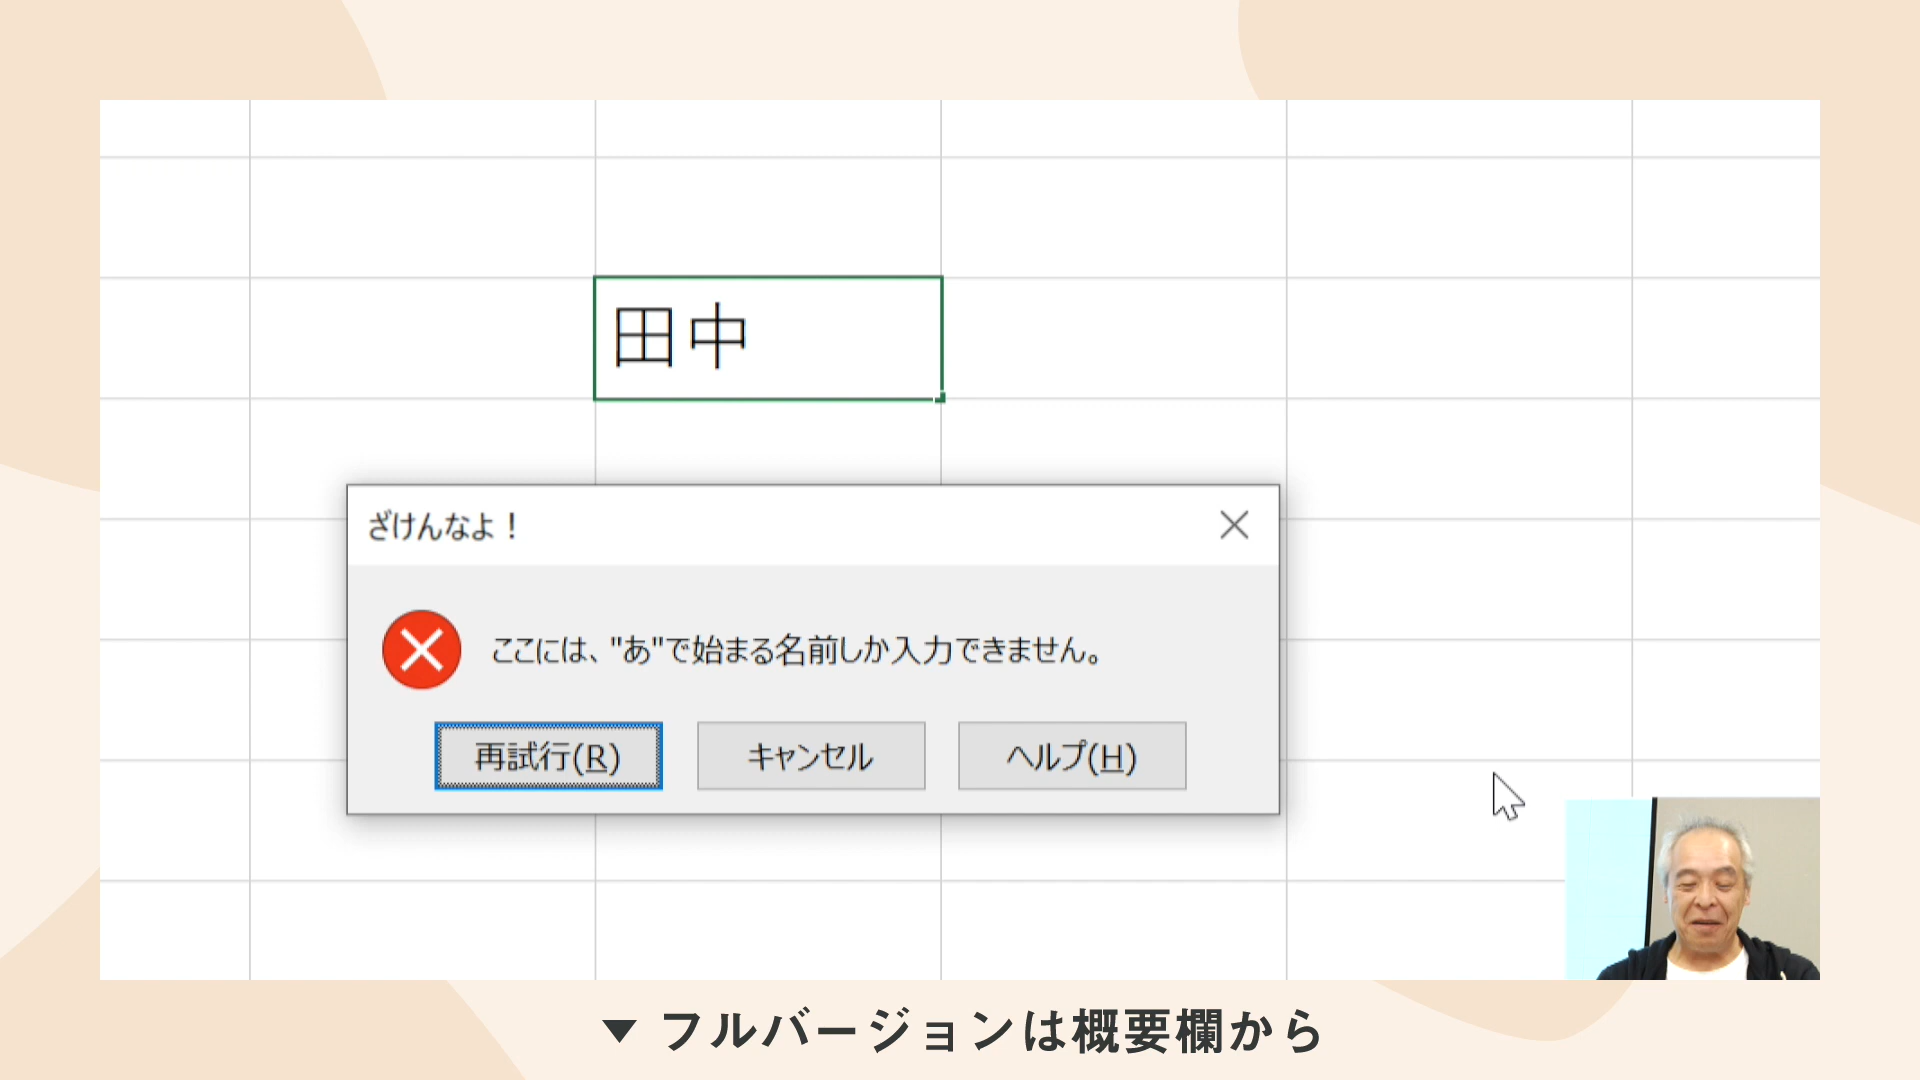 田中
ざけんなよ！
ここには、"あ"で始まる名前しか入力できません。
再試行(R)
キャンセル
ヘルプ(H)
▼ フルバージョンは概要欄から